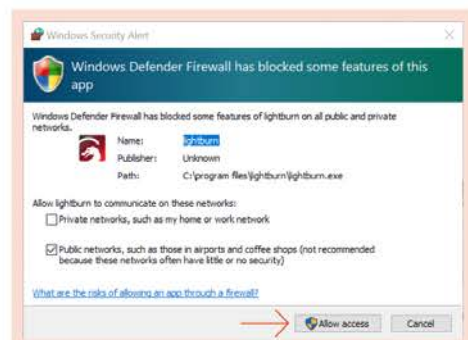 Windows Security Alert
Windows Defender Firewall has blocked some features of this
app
Windows Defender Firewall has blocked some features of lightburn on all public and private
networks.
Name: lightburn
Publisher: Unknown
Path: C:\program files\lightburn\lightburn.exe
Allow lightburn to communicate on these networks:
Private networks, such as my home or work network
Public networks, such as those in airports and coffee shops (not recommended
because these networks often have little or no security)
What are the risks of allowing an app through a firewall?
Allow access Cancel